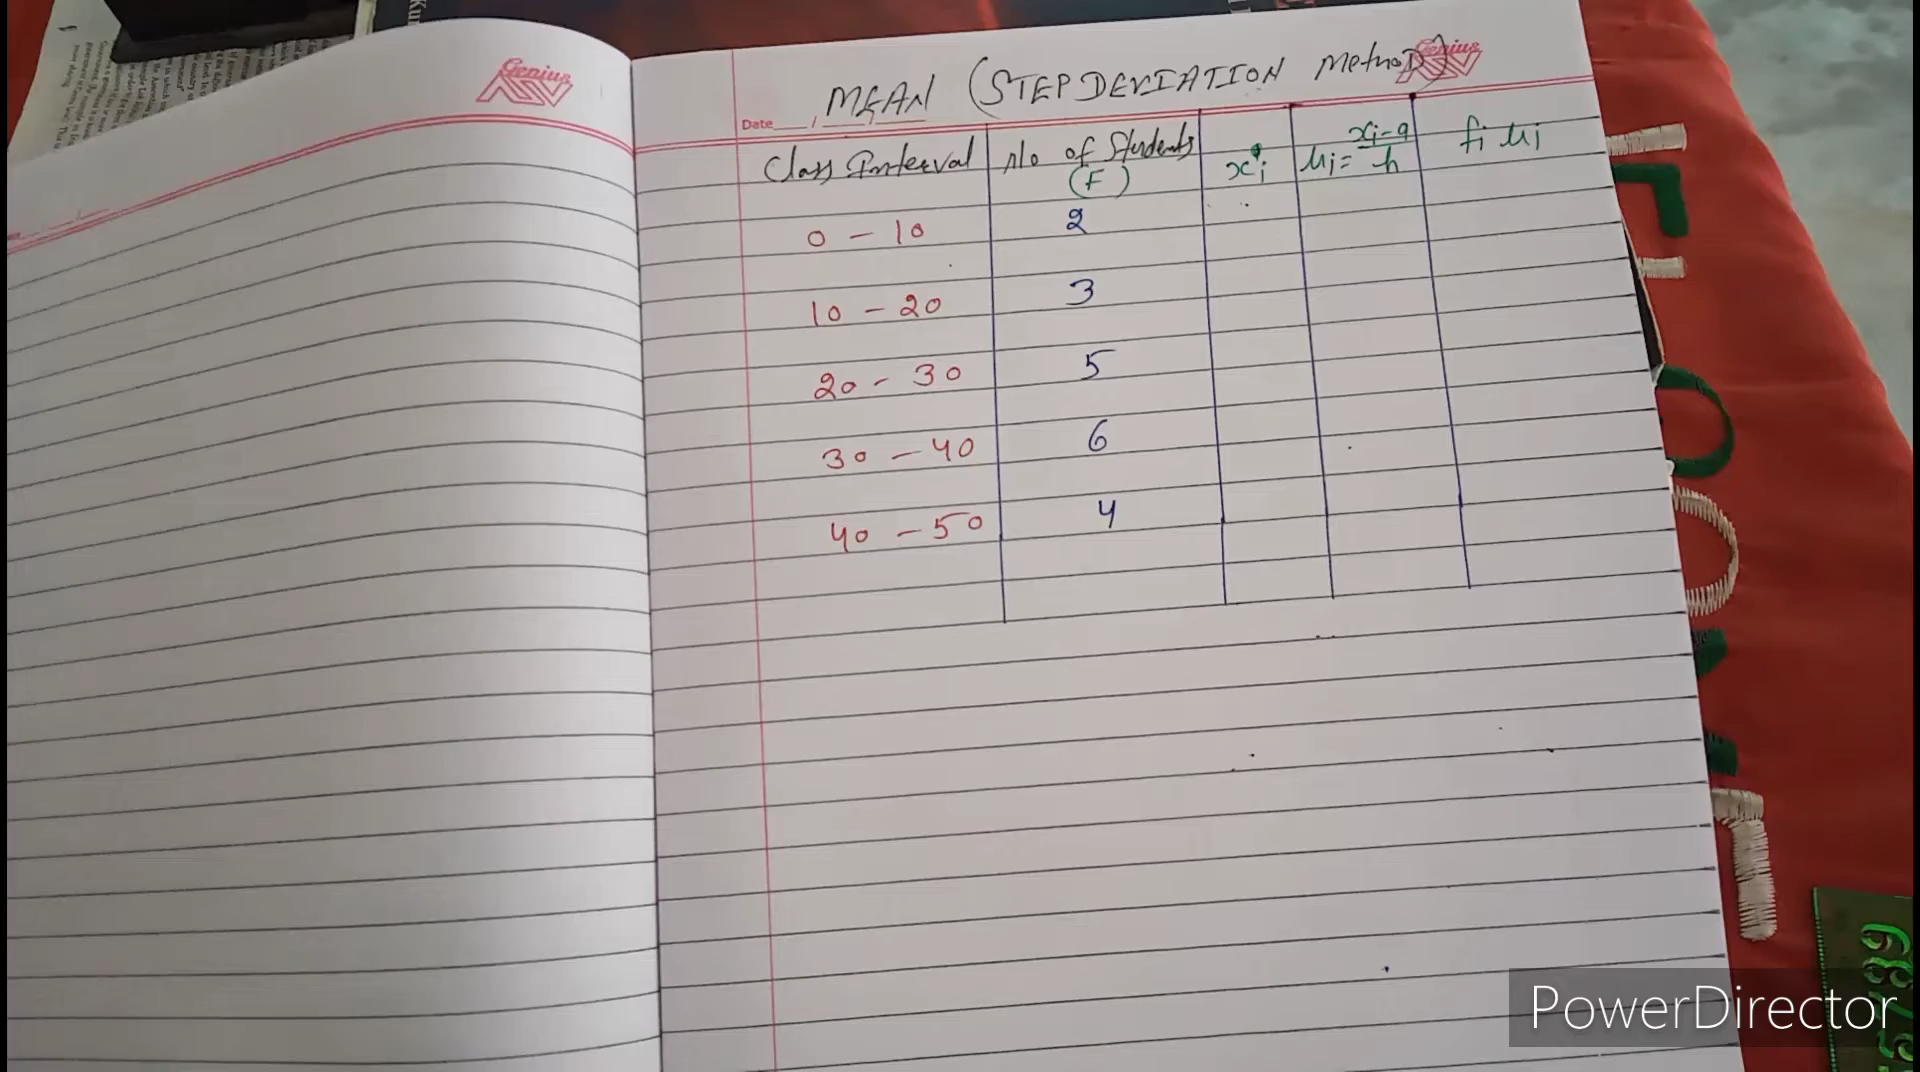 Genius
Genius
MEAN (STEP DEVIATION Method)
Date
Class Interval No of Students (F) xi ui = xi-a/h fi ui
0 - 10 2
10 - 20 3
20 - 30 5
30 - 40 6
40 - 50 4
PowerDirector